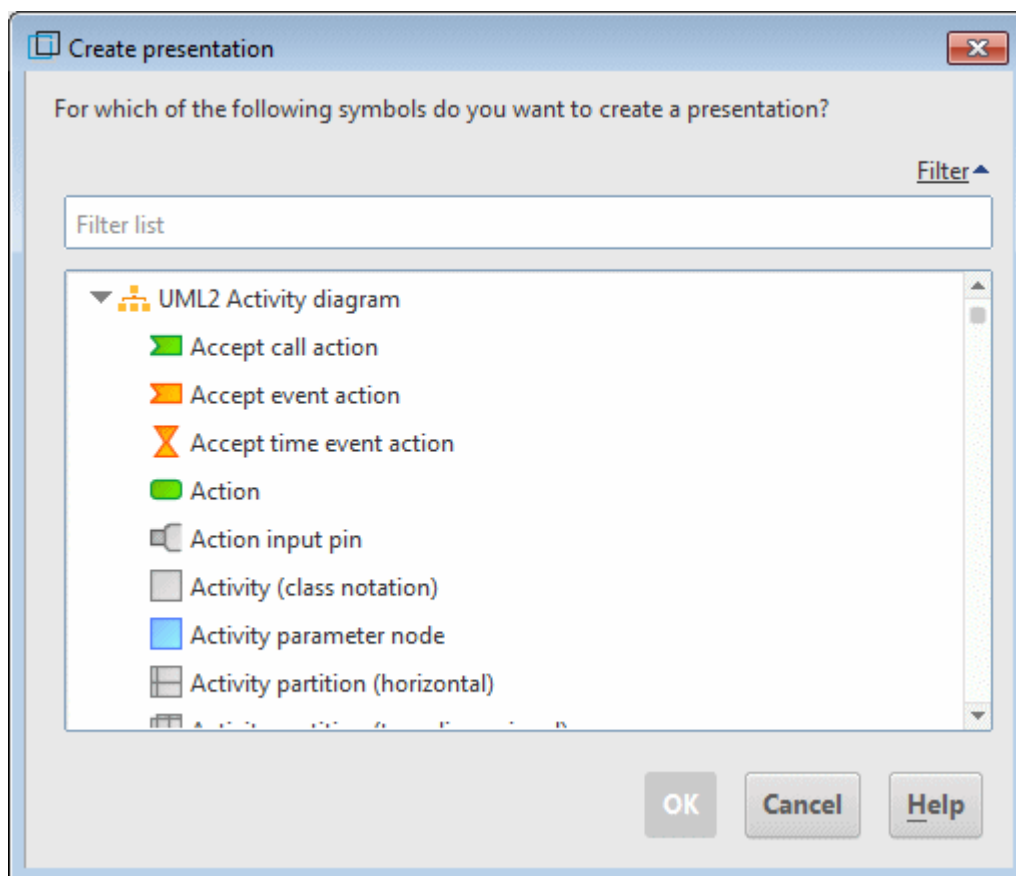 Create presentation
For which of the following symbols do you want to create a presentation?
Filter
Filter list
UML2 Activity diagram
Accept call action
Accept event action
Accept time event action
Action
Action input pin
Activity (class notation)
Activity parameter node
Activity partition (horizontal)
OK Cancel Help